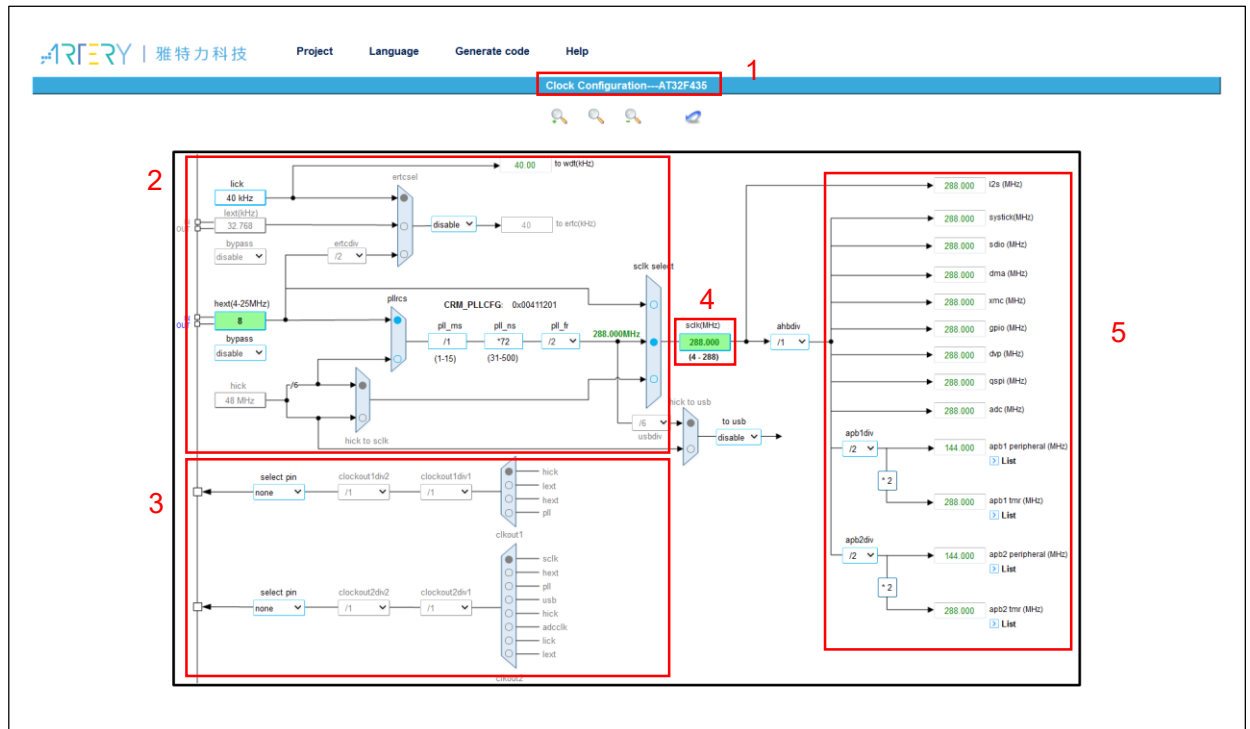 ARTERY | 雅特力科技
Project Language Generate code Help
1
Clock Configuration---AT32F435
2
40.00 to wdt(kHz)
ertcsel
lick
40 kHz
lext(kHz)
32.768
OUT
disable
40 to ertc(kHz)
bypass
disable
ertcdiv
/2
hext(4-25MHz)
8
OUT
bypass
disable
hick
48 MHz
/6
hick to sclk
pllrcs
CRM_PLLCFG: 0x00411201
pll_ms pll_ns pll_fr
/1 *72 /2
(1-15) (31-500)
288.000MHz
sclk select
/6
usbdiv
hick to usb
to usb
disable
4
sclk(MHz)
288.000
(4 - 288)
ahbdiv
/1
5
288.000 i2s (MHz)
288.000 systick(MHz)
288.000 sdio (MHz)
288.000 dma (MHz)
288.000 xmc (MHz)
288.000 gpio (MHz)
288.000 dvp (MHz)
288.000 qspi (MHz)
288.000 adc (MHz)
apb1div
/2
144.000 apb1 peripheral (MHz)
List
* 2
288.000 apb1 tmr (MHz)
List
apb2div
/2
144.000 apb2 peripheral (MHz)
List
* 2
288.000 apb2 tmr (MHz)
List
3
select pin clockout1div2 clockout1div1
none /1 /1
hick
lext
hext
pll
clkout1
select pin clockout2div2 clockout2div1
none /1 /1
sclk
hext
pll
usb
hick
adcclk
lick
lext
clkout2